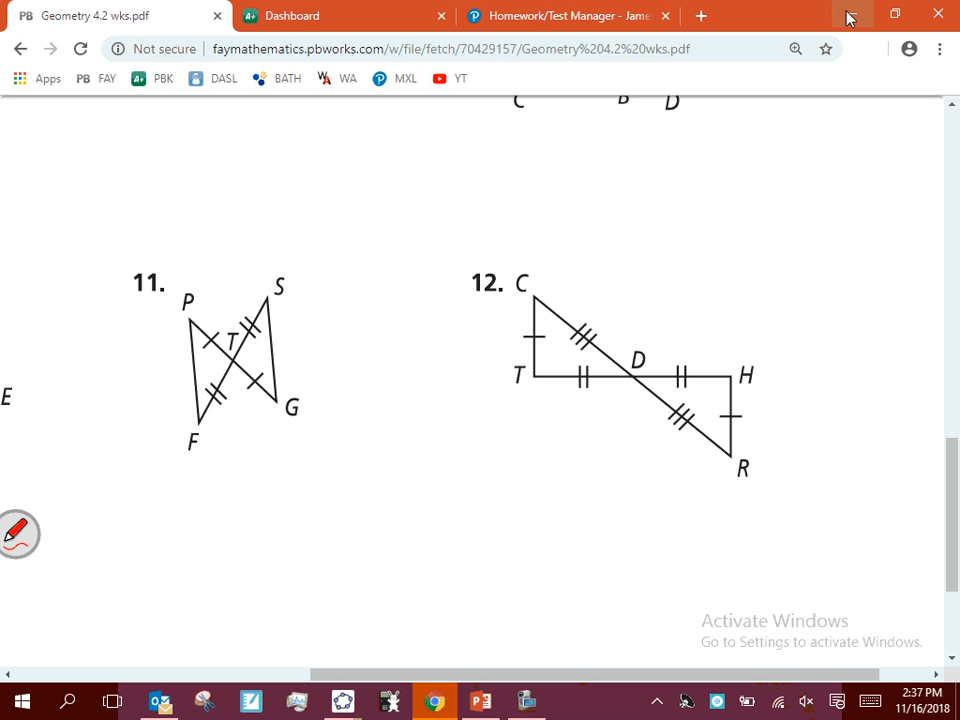 Geometry 4.2 wks.pdf
Dashboard
Homework/Test Manager - Jame
Not secure
faymathematics.pbworks.com/w/file/fetch/70429157/Geometry%204.2%20wks.pdf
Apps
PB FAY
A+ PBK
DASL
BATH
WA
MXL
YT
C B D
11.
P
S
T
G
F
E
12.
C
T
D
H
R
Activate Windows
Go to Settings to activate Windows.
2:37 PM
11/16/2018